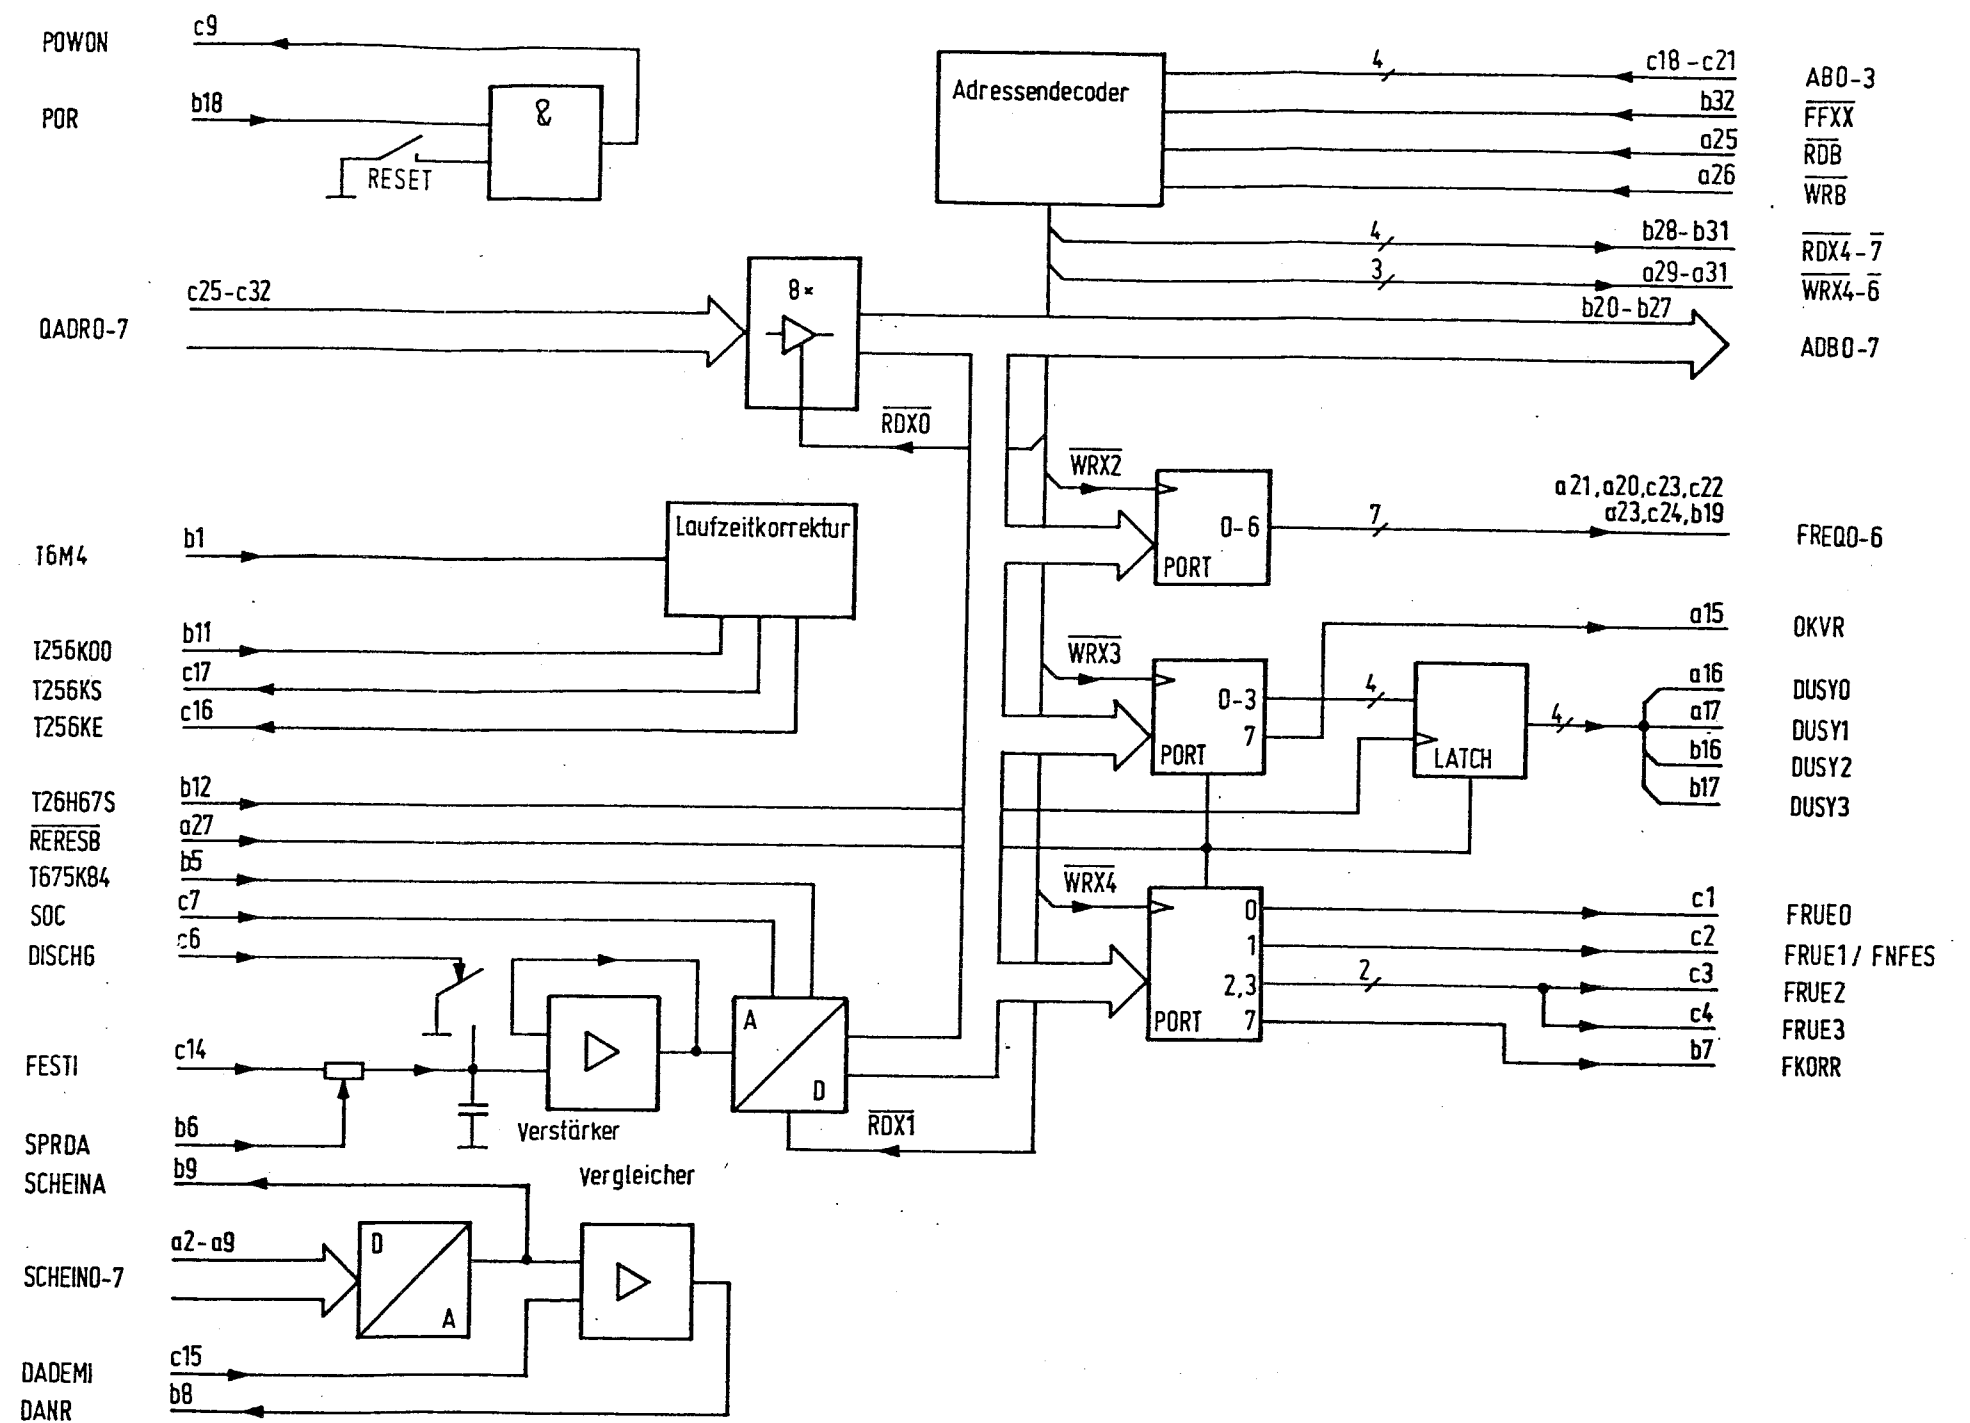 POWON
c9
POR
b18
RESET
&
Adressendecoder
4
c18-c21
AB0-3
b32
FFXX
a25
RDB
a26
WRB
4
b28-b31
RDX4-7
3
a29-a31
WRX4-6
QADR0-7
c25-c32
8×
b20-b27
ADB0-7
RDX0
WRX2
0-6
PORT
7
a21,a20,c23,c22
a23,c24,b19
FREQ0-6
T6M4
b1
Laufzeitkorrektur
T256K00
b11
T256KS
c17
T256KE
c16
WRX3
0-3
7
PORT
4
LATCH
4
a15
OKVR
a16
DUSY0
a17
DUSY1
b16
DUSY2
b17
DUSY3
T26H67S
b12
RERESB
a27
T675K84
b5
SOC
c7
DISCHG
c6
WRX4
0
1
2,3
7
PORT
2
c1
FRUE0
c2
FRUE1/ FNFES
c3
FRUE2
c4
FRUE3
b7
FKORR
FESTI
c14
Verstärker
A
D
RDX1
SPRDA
b6
SCHEINA
b9
Vergleicher
SCHEIN0-7
a2-a9
D
A
DADEMI
c15
DANR
b8